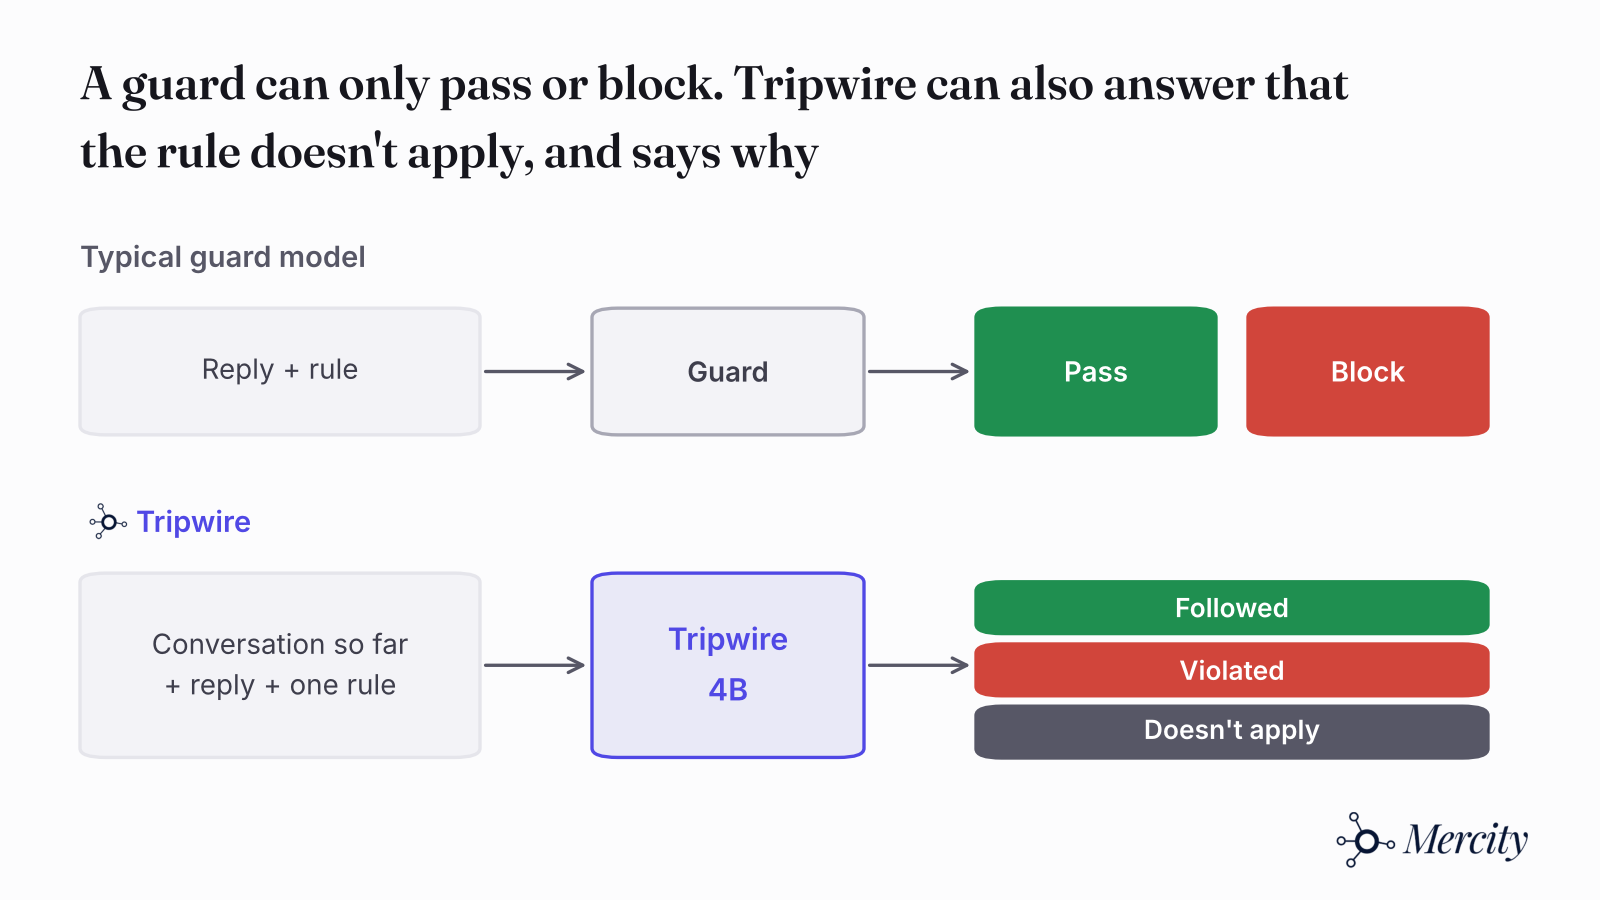 A guard can only pass or block. Tripwire can also answer that
the rule doesn't apply, and says why
Typical guard model
Reply + rule
Guard
Pass
Block
Tripwire
Conversation so far
+ reply + one rule
Tripwire
4B
Followed
Violated
Doesn't apply
Mercity